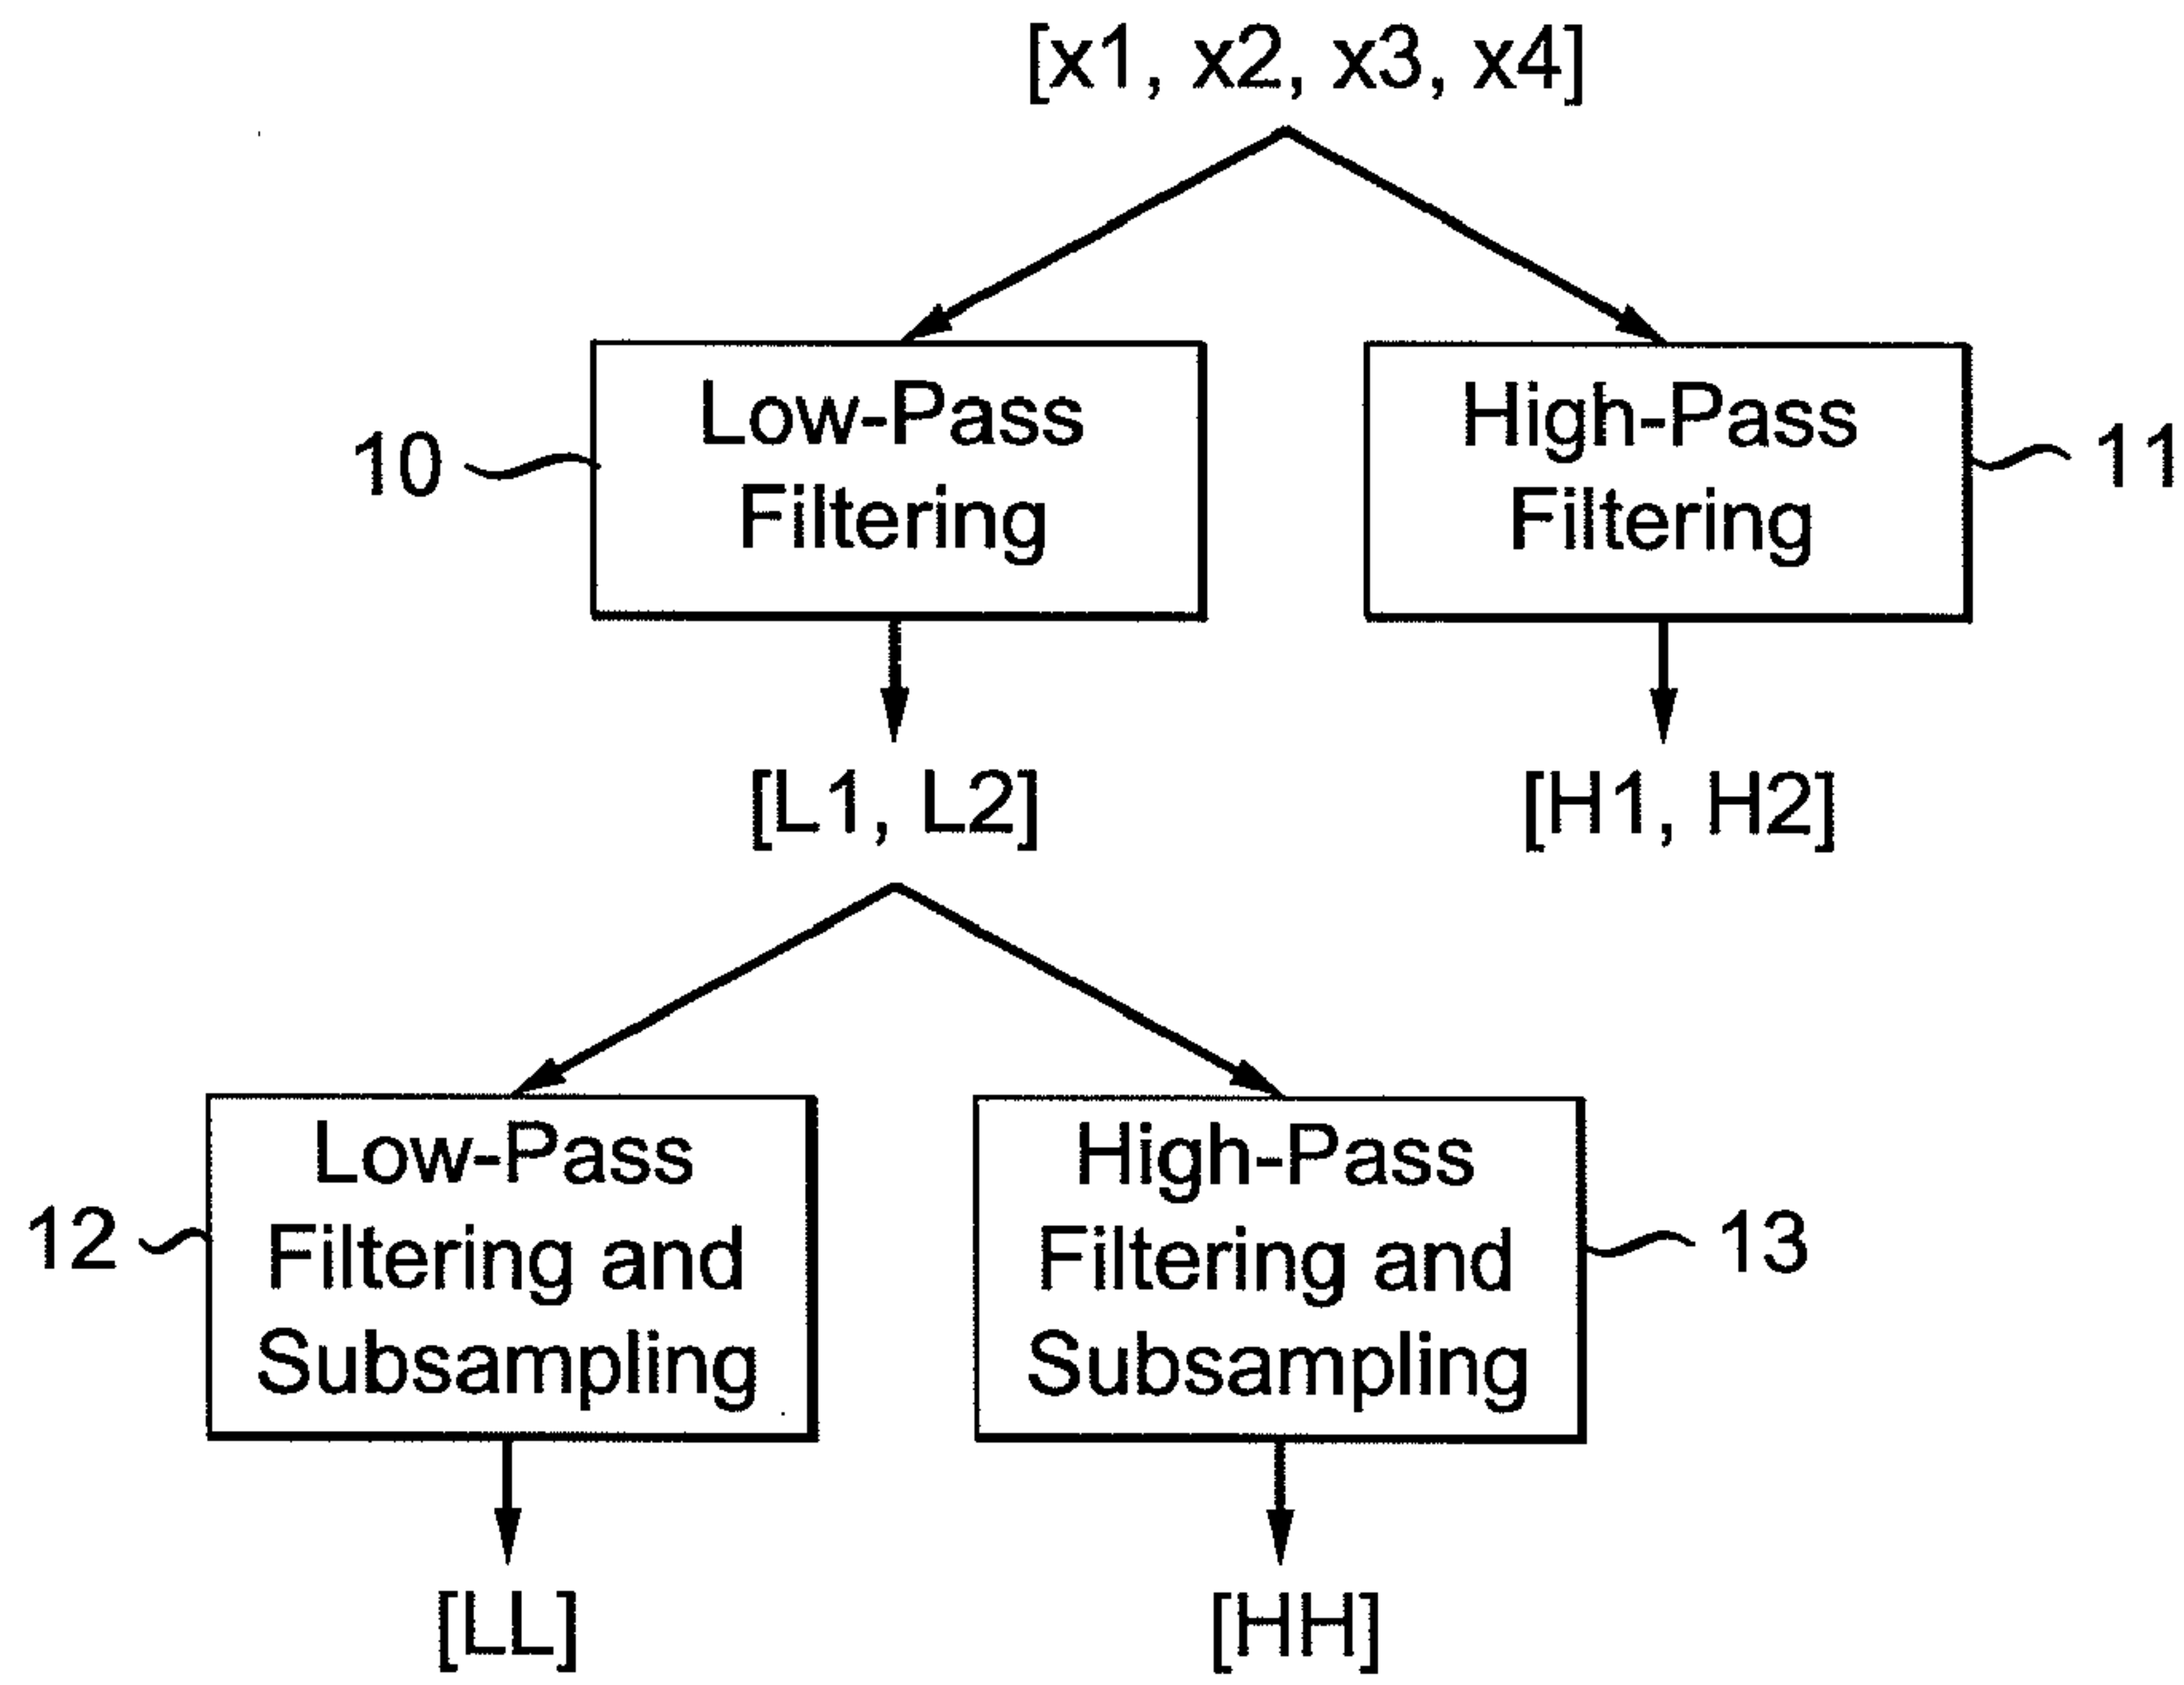 [x1, x2, x3, x4]
Low-Pass
Filtering
10
High-Pass
Filtering
11
[L1, L2]
[H1, H2]
Low-Pass
Filtering and
Subsampling
12
High-Pass
Filtering and
Subsampling
13
[LL]
[HH]